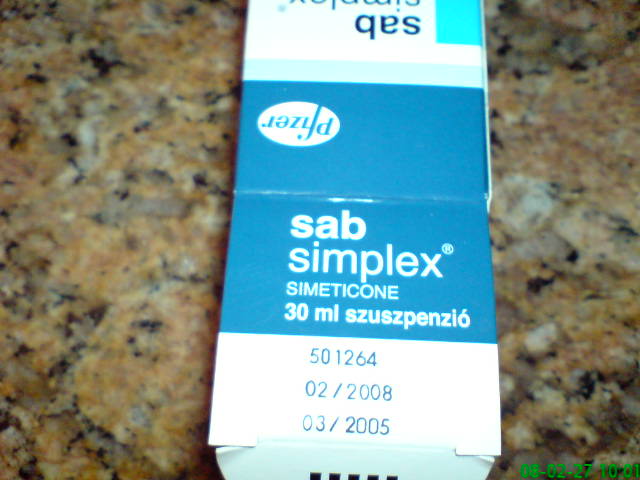 sab
simplex®
Pfizer
sab
simplex®
SIMETICONE
30 ml szuszpenzió
501264
02/2008
03/2005